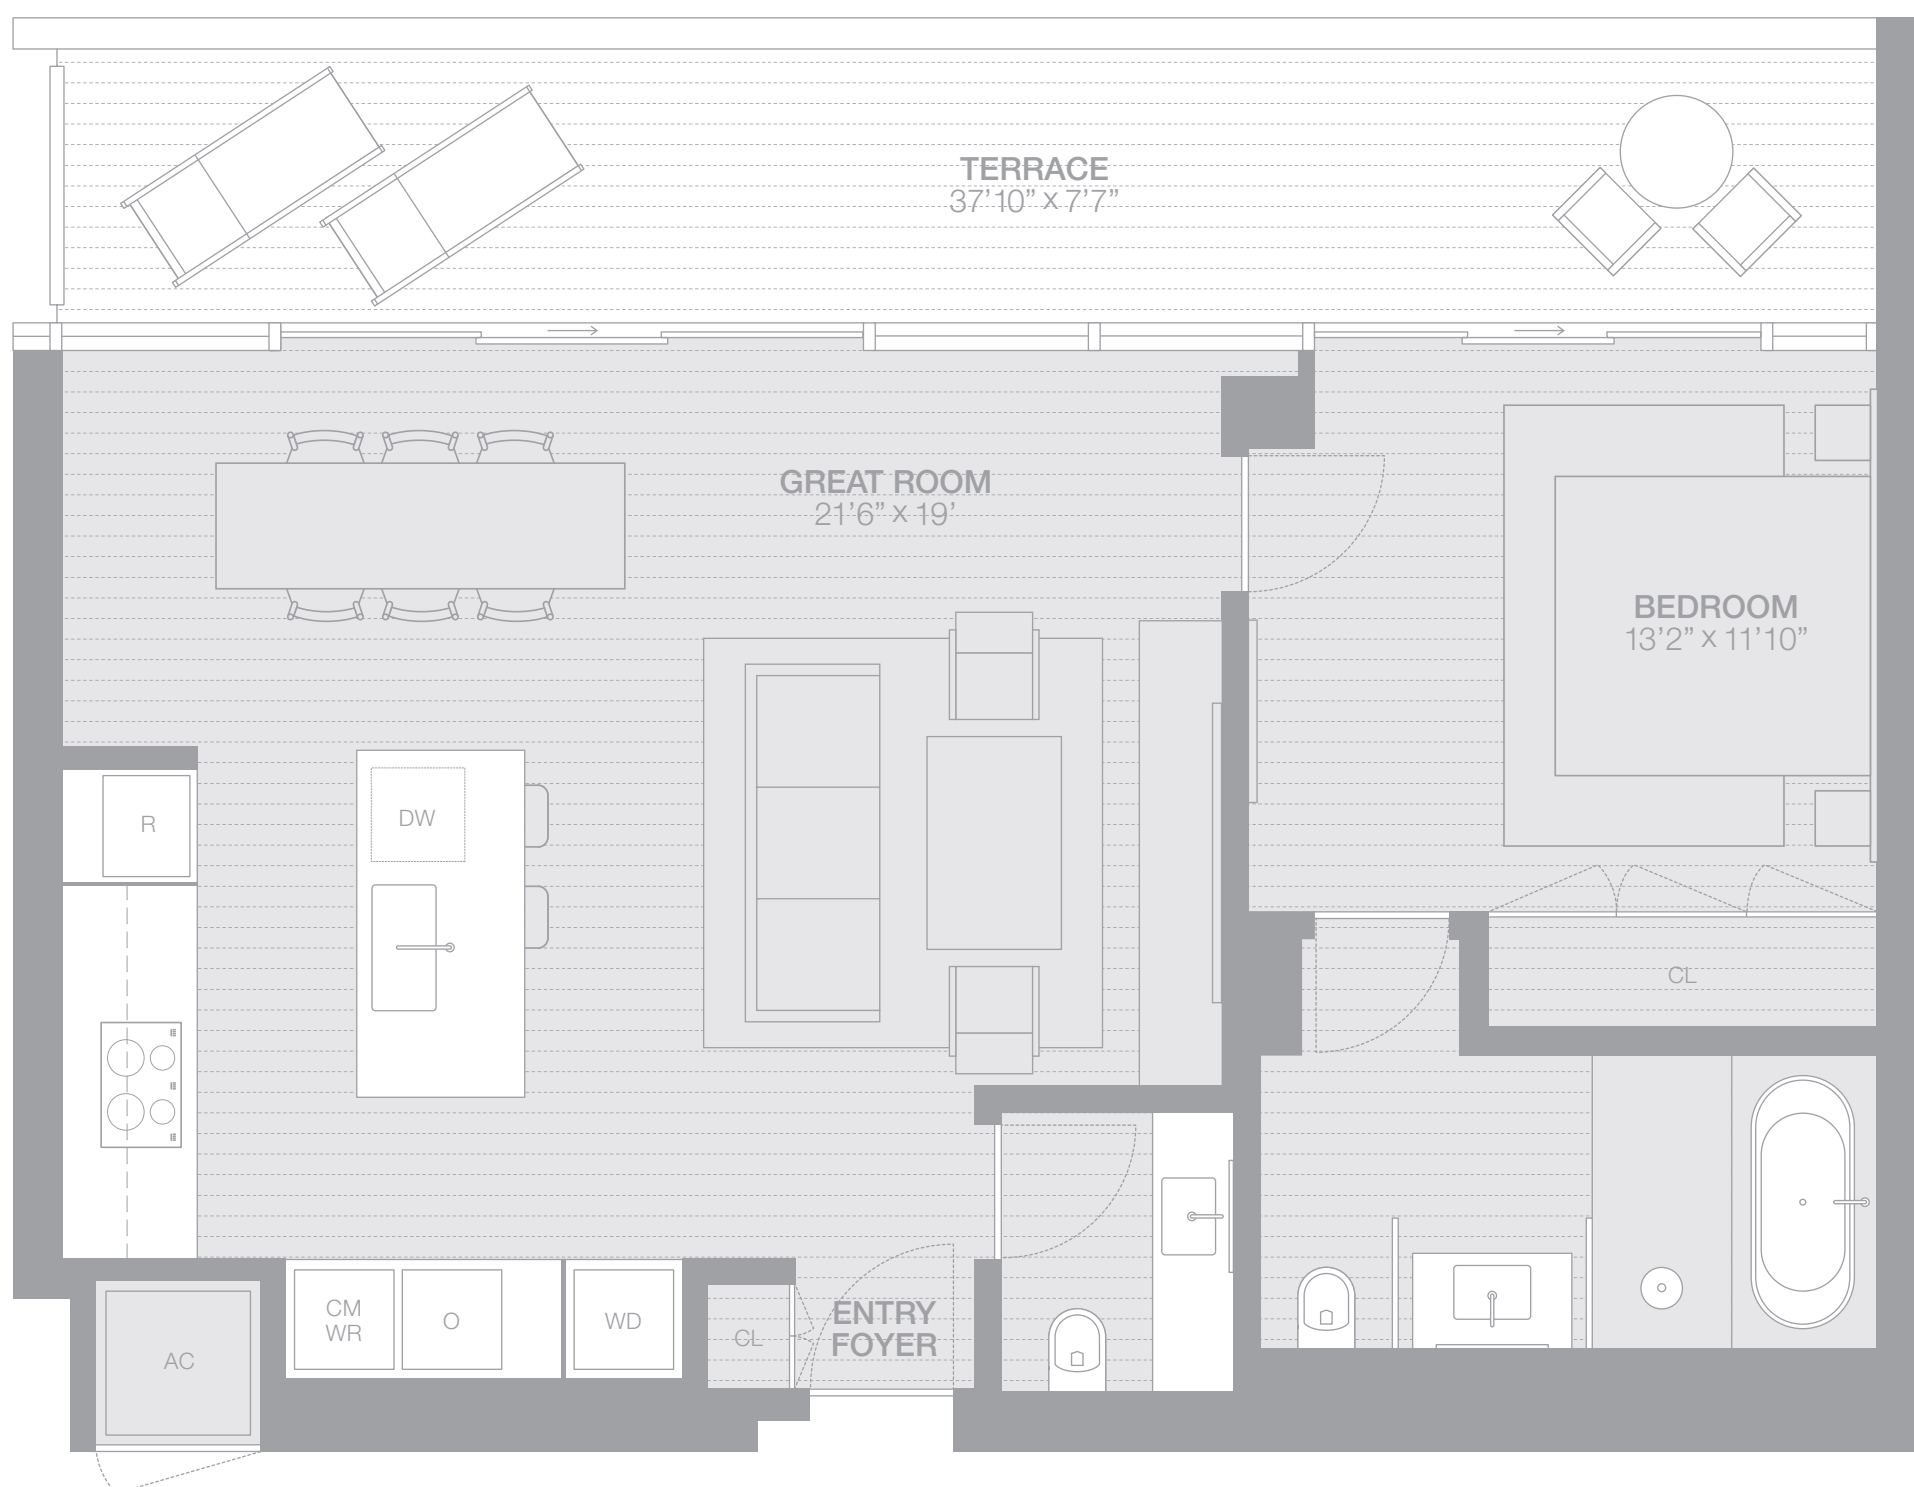 TERRACE
37’10” X 7’7”
GREAT ROOM
21’6” X 19’
BEDROOM
13’2” X 11’10”
R
DW
CL
CM
WR
O
WD
CL
ENTRY
FOYER
AC